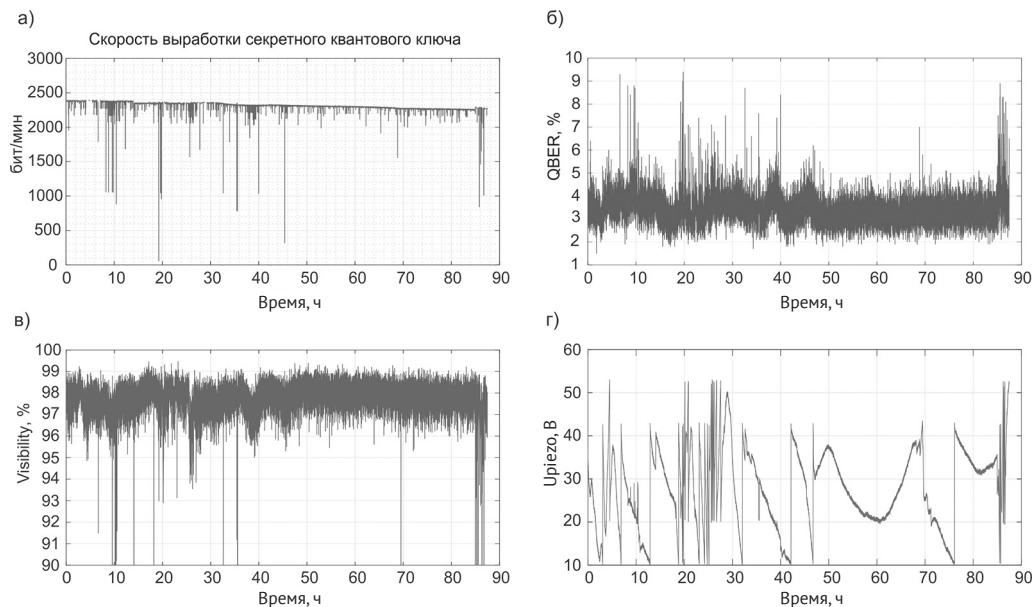 а)
Скорость выработки секретного квантового ключа
3000
2500
2000
1500
1000
500
0
бит/мин
0 10 20 30 40 50 60 70 80 90
Время, ч
б)
10
9
8
7
6
5
4
3
2
1
QBER, %
0 10 20 30 40 50 60 70 80 90
Время, ч
в)
100
99
98
97
96
95
94
93
92
91
90
Visibility, %
0 10 20 30 40 50 60 70 80 90
Время, ч
г)
60
50
40
30
20
10
Upiezo, В
0 10 20 30 40 50 60 70 80 90
Время, ч